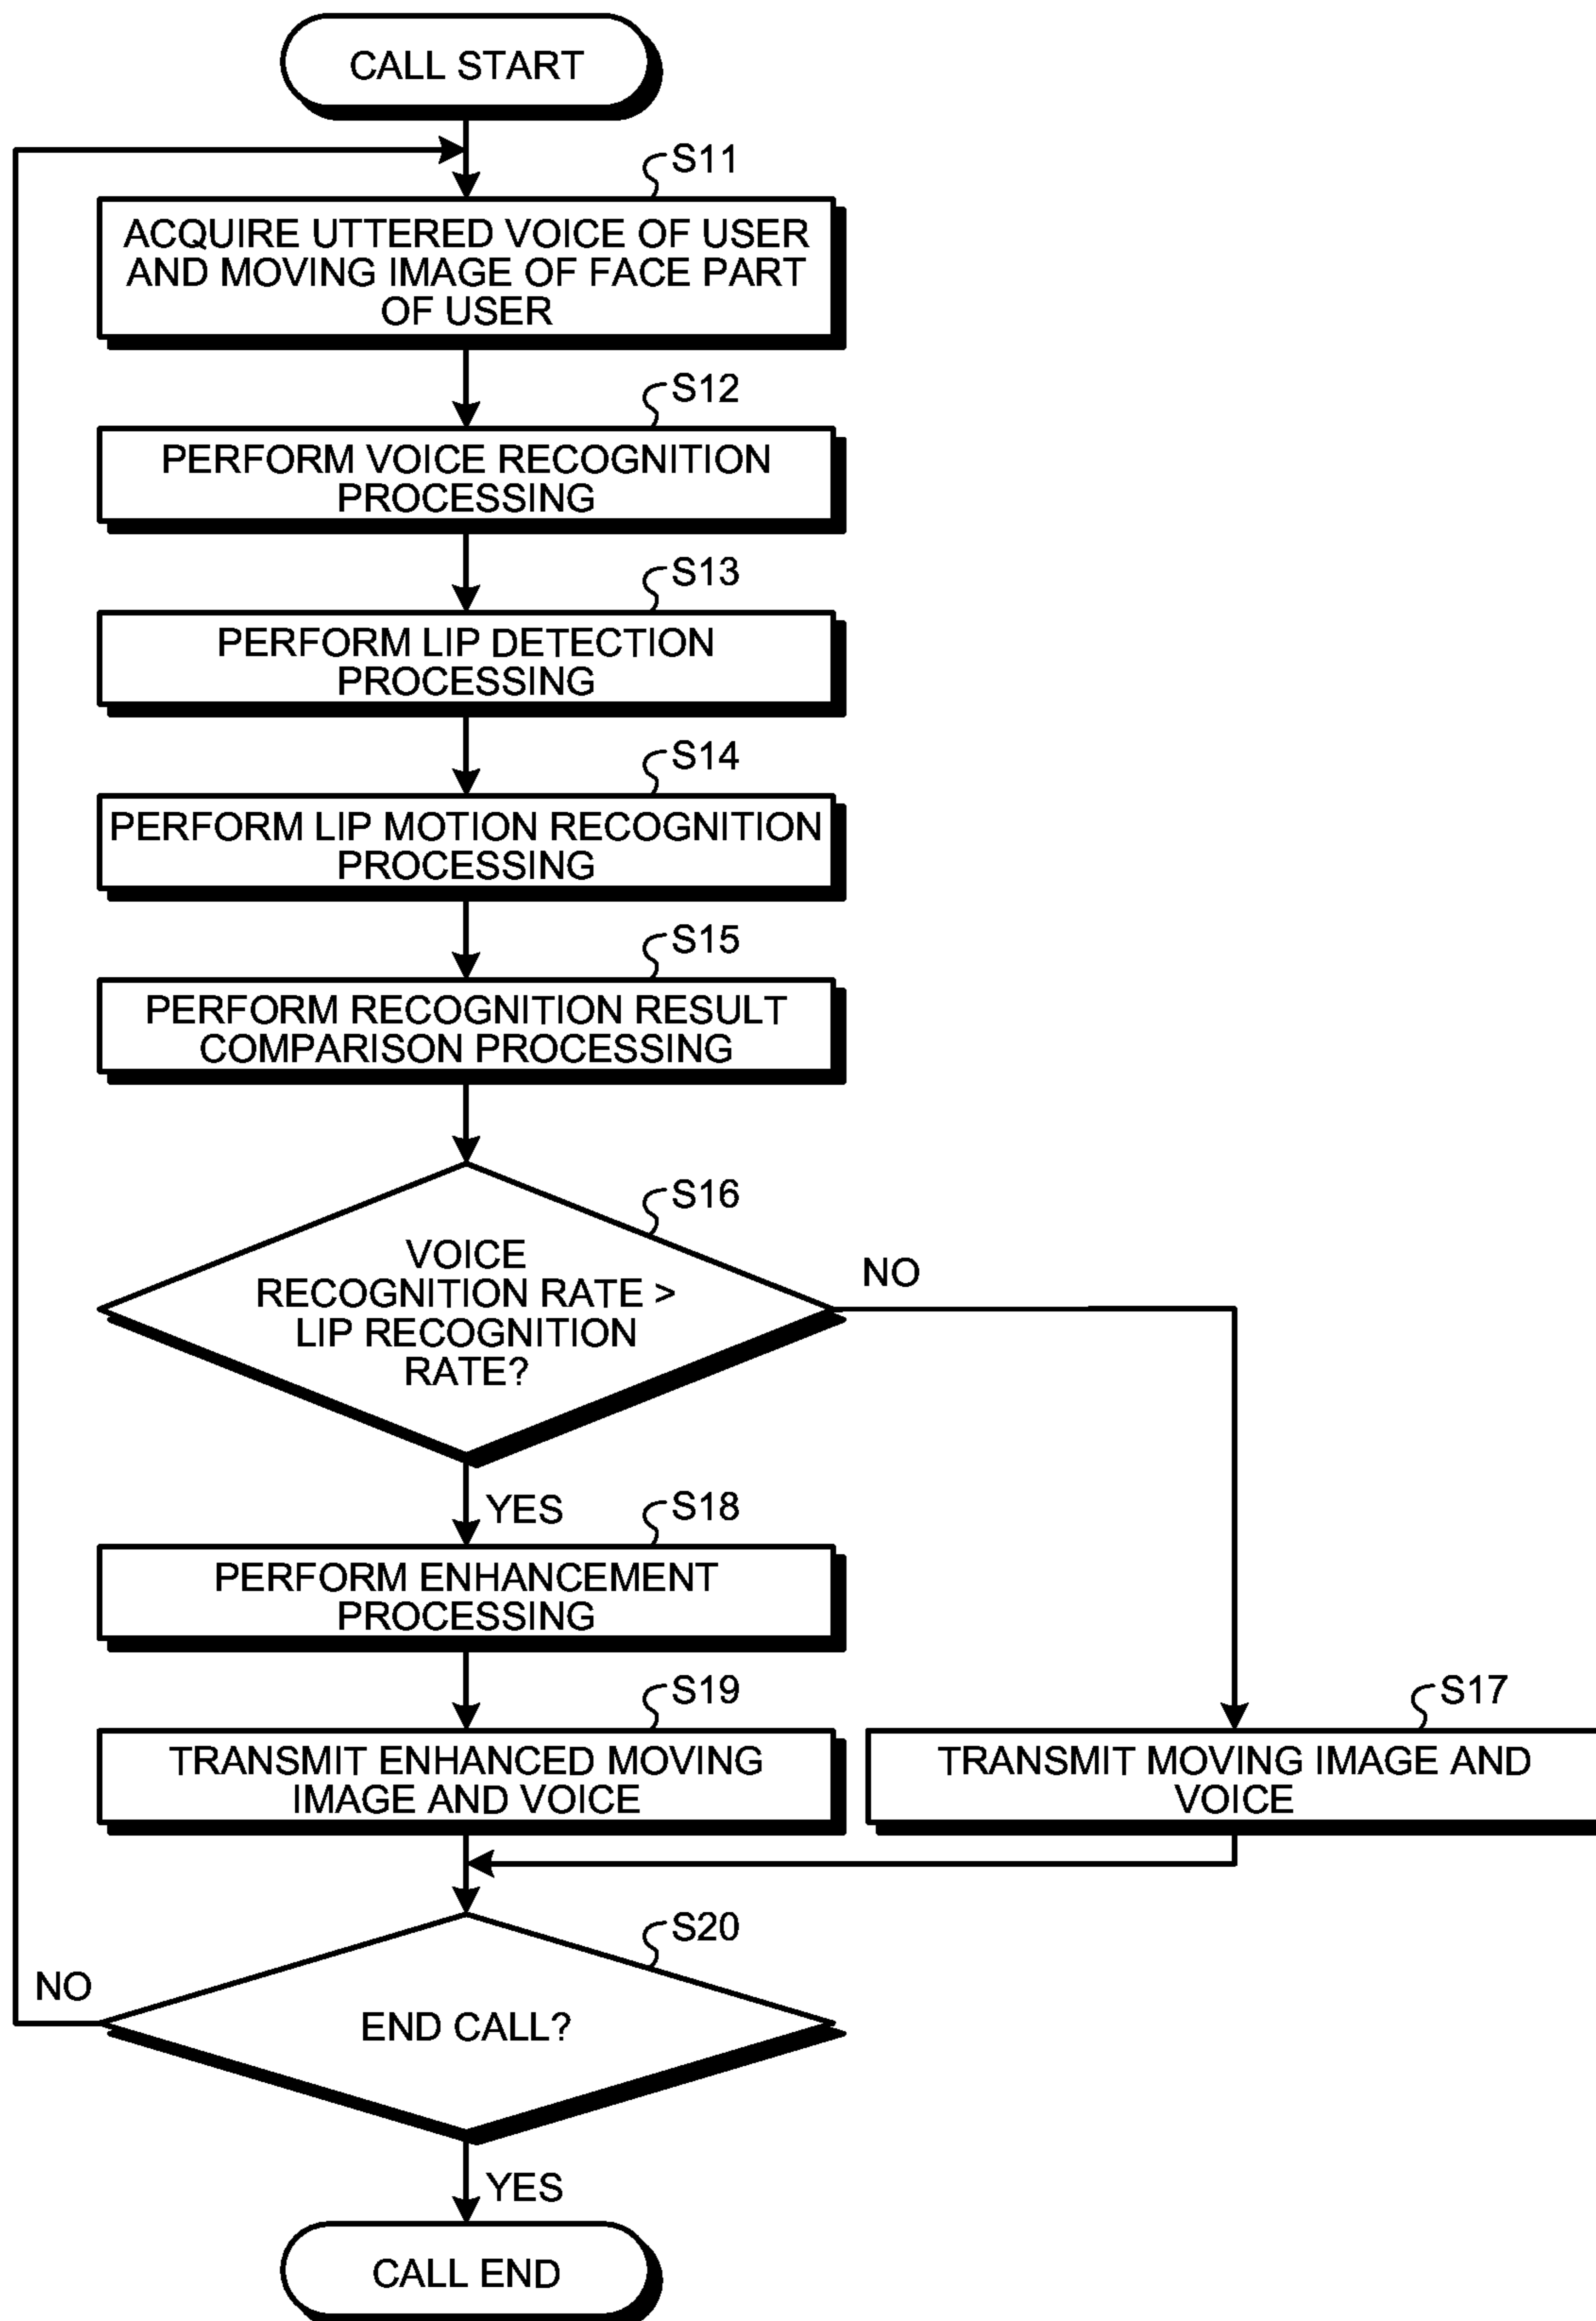 CALL START
S11
ACQUIRE UTTERED VOICE OF USER
AND MOVING IMAGE OF FACE PART
OF USER
S12
PERFORM VOICE RECOGNITION
PROCESSING
S13
PERFORM LIP DETECTION
PROCESSING
S14
PERFORM LIP MOTION RECOGNITION
PROCESSING
S15
PERFORM RECOGNITION RESULT
COMPARISON PROCESSING
S16
VOICE
RECOGNITION RATE >
LIP RECOGNITION
RATE?
NO
YES
S18
PERFORM ENHANCEMENT
PROCESSING
S19
TRANSMIT ENHANCED MOVING
IMAGE AND VOICE
S17
TRANSMIT MOVING IMAGE AND
VOICE
S20
NO
END CALL?
YES
CALL END